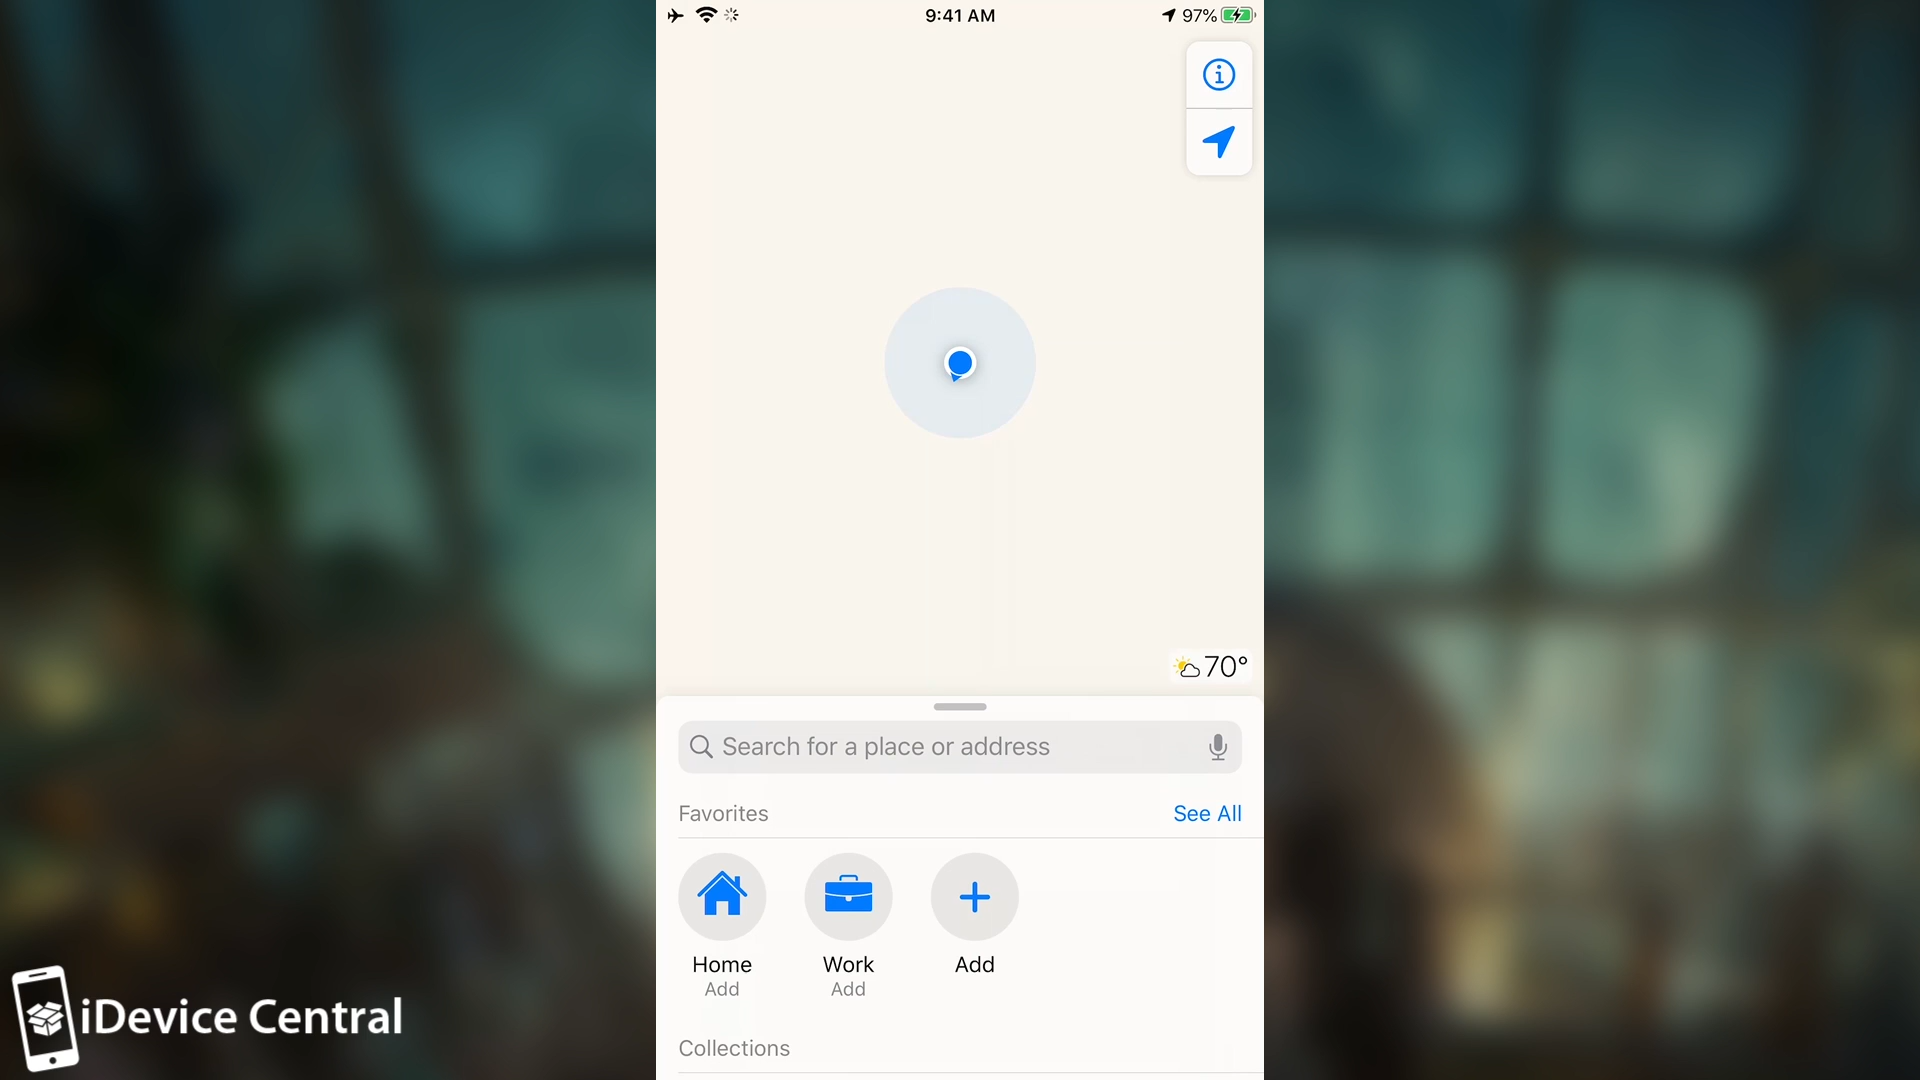 9:41 AM
97%
70°
Search for a place or address
Favorites
See All
Home
Work
Add
Add
Add
Collections
iDevice Central